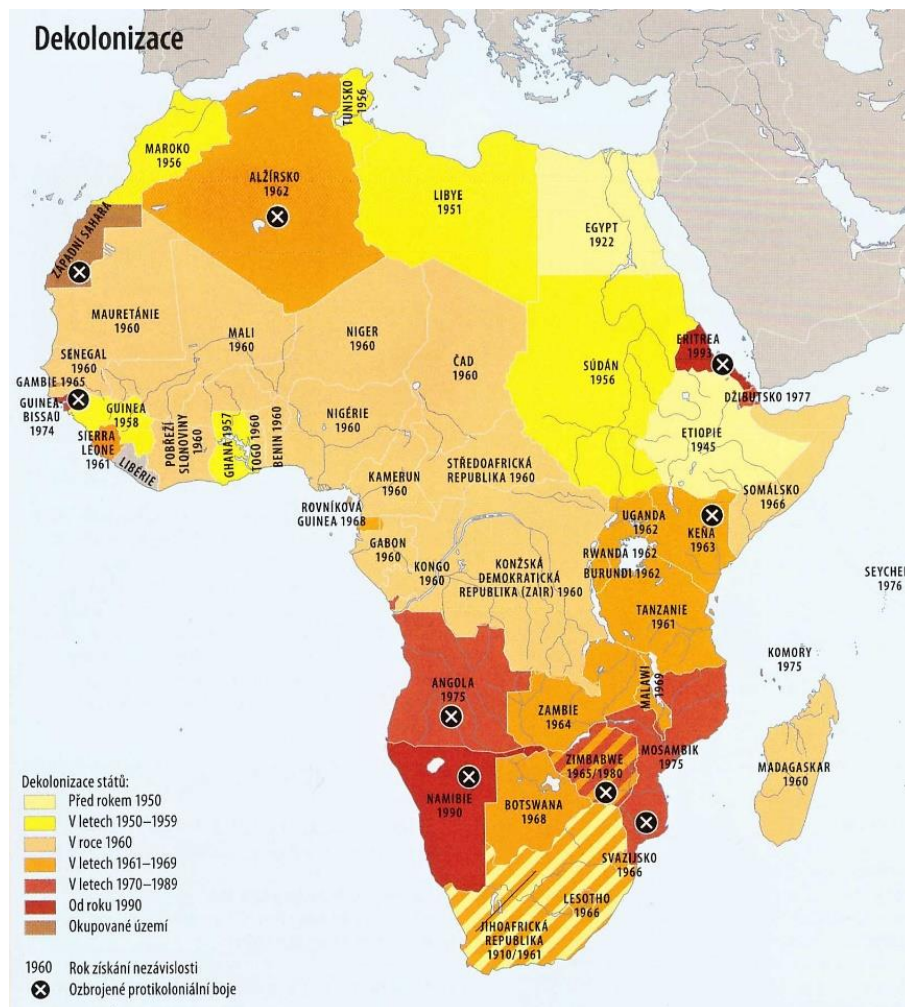 Dekolonizace
TUNISKO
1956
MAROKO
1956
ALŽÍRSKO
1962
LIBYE
1951
EGYPT
1922
ZÁPADNÍ SAHARA
MAURETÁNIE
1960
MALI
1960
NIGER
1960
ČAD
1960
SÚDÁN
1956
ERITREA
1993
SENEGAL
1960
GAMBIE 1965
GUINEA-
BISSAU
1974
GUINEA
1958
SIERRA
LEONE
1961
LIBÉRIE
POBŘEŽÍ
SLONOVINY
1960
GHANA 1957
TOGO 1960
BENIN 1960
NIGÉRIE
1960
DŽIBUTSKO 1977
ETIOPIE
1945
SOMÁLSKO
1966
KAMERUN
1960
STŘEDOAFRICKÁ
REPUBLIKA 1960
ROVNÍKOVÁ
GUINEA 1968
GABON
1960
KONGO
1960
KONŽSKÁ
DEMOKRATICKÁ
REPUBLIKA (ZAIR) 1960
UGANDA
1962
KEŇA
1963
RWANDA 1962
BURUNDI 1962
TANZANIE
1961
SEYCHEL
1976
KOMORY
1975
ANGOLA
1975
ZAMBIE
1964
MALAWI
1969
MOSAMBIK
1975
MADAGASKAR
1960
ZIMBABWE
1965/1980
NAMIBIE
1990
BOTSWANA
1968
SVAZIJSKO
1966
LESOTHO
1966
JIHOAFRICKÁ
REPUBLIKA
1910/1961
Dekolonizace států:
Před rokem 1950
V letech 1950–1959
V roce 1960
V letech 1961–1969
V letech 1970–1989
Od roku 1990
Okupované území
1960 Rok získání nezávislosti
Ozbrojené protikoloniální boje